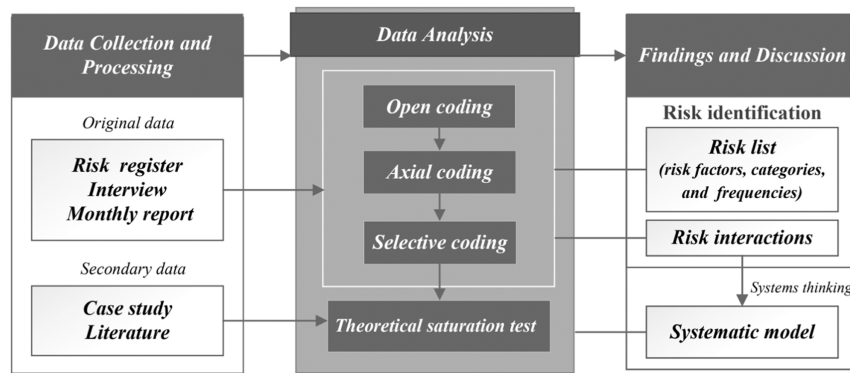 Data Collection and
Processing
Original data
Risk register
Interview
Monthly report
Secondary data
Case study
Literature
Data Analysis
Open coding
Axial coding
Selective coding
Theoretical saturation test
Findings and Discussion
Risk identification
Risk list
(risk factors, categories,
and frequencies)
Risk interactions
Systems thinking
Systematic model